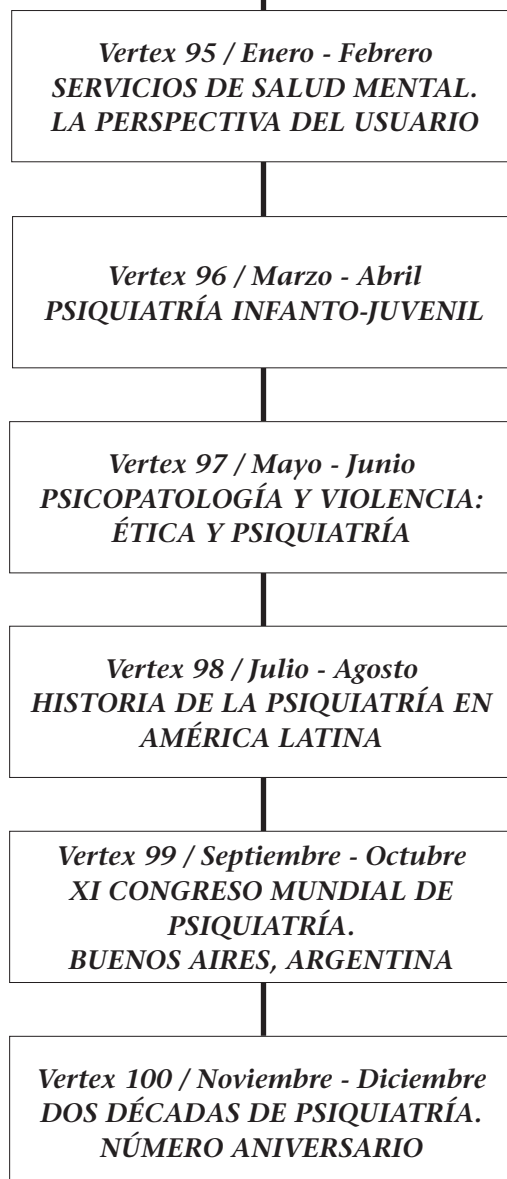 Vertex 95 / Enero - Febrero
SERVICIOS DE SALUD MENTAL.
LA PERSPECTIVA DEL USUARIO
Vertex 96 / Marzo - Abril
PSIQUIATRÍA INFANTO-JUVENIL
Vertex 97 / Mayo - Junio
PSICOPATOLOGÍA Y VIOLENCIA:
ÉTICA Y PSIQUIATRÍA
Vertex 98 / Julio - Agosto
HISTORIA DE LA PSIQUIATRÍA EN
AMÉRICA LATINA
Vertex 99 / Septiembre - Octubre
XI CONGRESO MUNDIAL DE
PSIQUIATRÍA.
BUENOS AIRES, ARGENTINA
Vertex 100 / Noviembre - Diciembre
DOS DÉCADAS DE PSIQUIATRÍA.
NÚMERO ANIVERSARIO